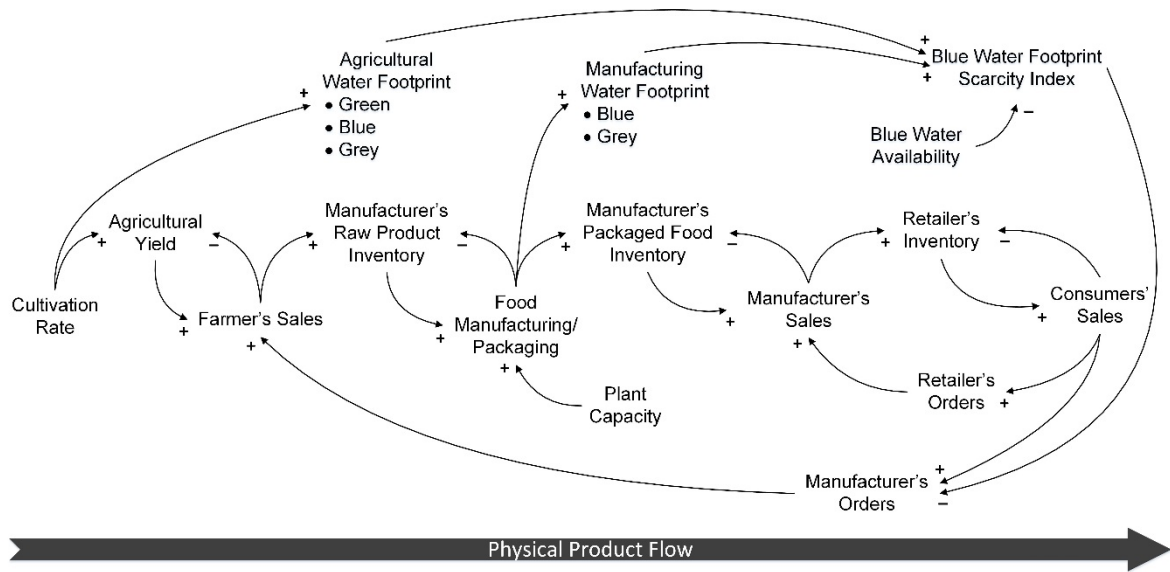 Agricultural
Water Footprint
• Green
• Blue
• Grey
Manufacturing
Water Footprint
• Blue
• Grey
Blue Water Footprint
Scarcity Index
Blue Water
Availability
Agricultural
Yield
Manufacturer's
Raw Product
Inventory
Manufacturer's
Packaged Food
Inventory
Retailer's
Inventory
Cultivation
Rate
Farmer's Sales
Food
Manufacturing/
Packaging
Manufacturer's
Sales
Consumers'
Sales
Plant
Capacity
Retailer's
Orders
Manufacturer's
Orders
Physical Product Flow
+
+
+
+
−
+
−
+
−
+
−
+
−
+
−
+
+
+
+
+
+
+
+
+
−